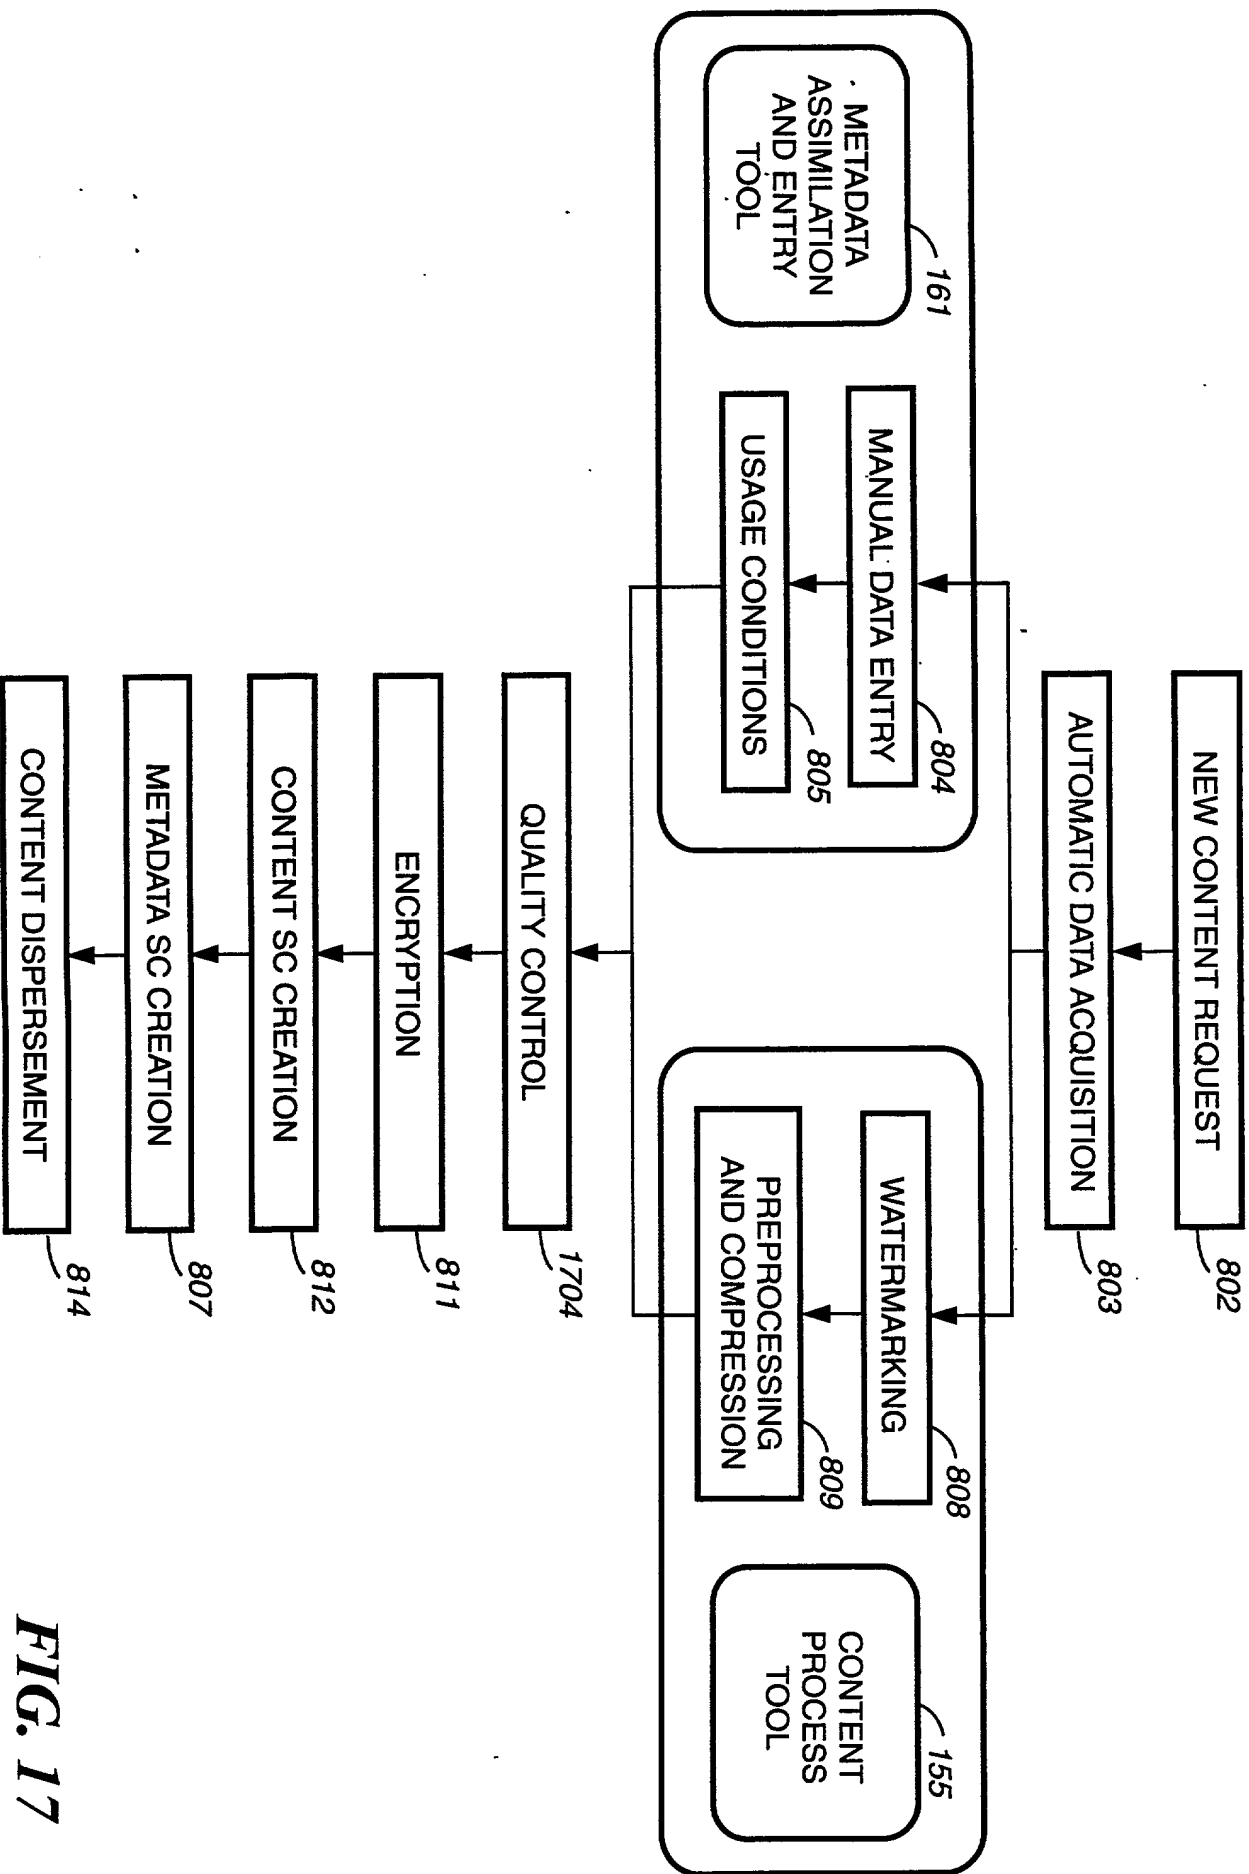 NEW CONTENT REQUEST
802
AUTOMATIC DATA ACQUISITION
803
METADATA
ASSIMILATION
AND ENTRY
TOOL
161
MANUAL DATA ENTRY
804
USAGE CONDITIONS
805
WATERMARKING
808
PREPROCESSING
AND COMPRESSION
809
CONTENT
PROCESS
TOOL
155
QUALITY CONTROL
1704
ENCRYPTION
811
CONTENT SC CREATION
812
METADATA SC CREATION
807
CONTENT DISPERSEMENT
814
FIG. 17